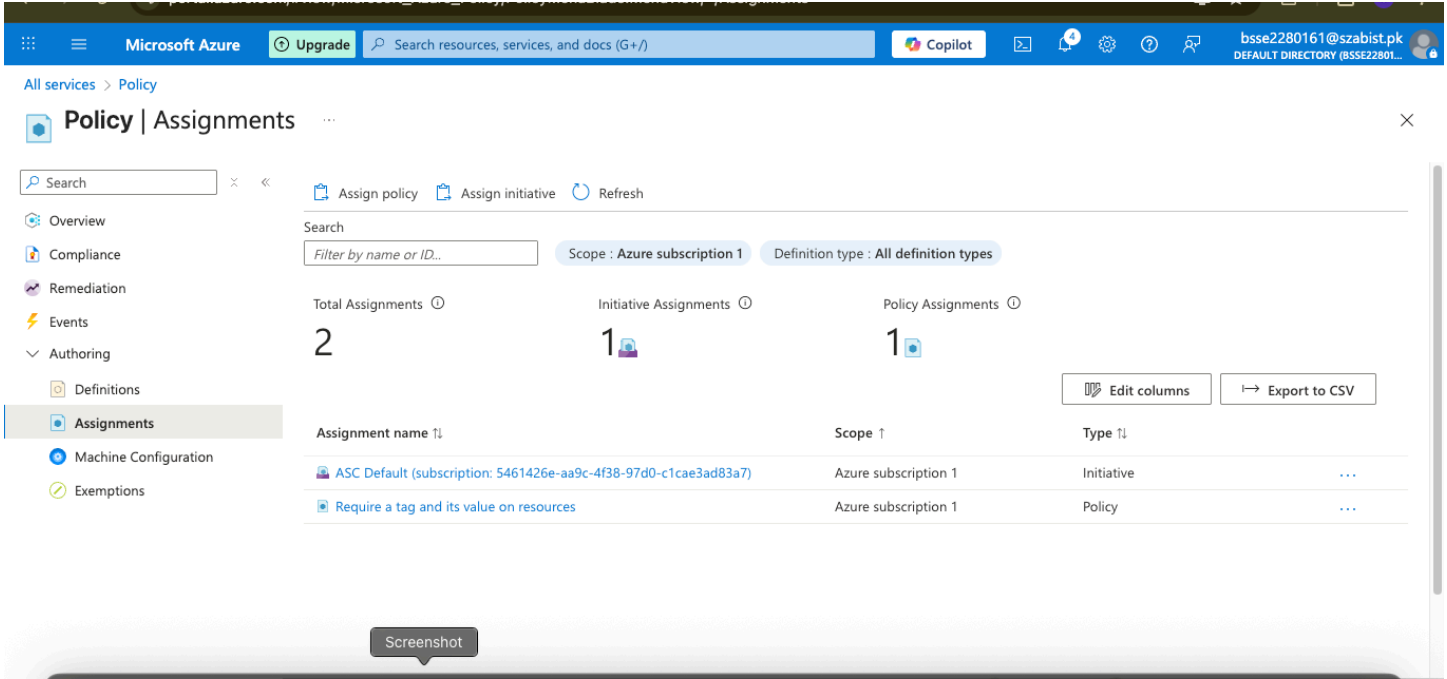 Microsoft Azure
Upgrade
Search resources, services, and docs (G+/)
Copilot
4
bsse2280161@szabist.pk
DEFAULT DIRECTORY (BSSE22801...
All services > Policy
Policy | Assignments ...
Search
Overview
Compliance
Remediation
Events
Authoring
Definitions
Assignments
Machine Configuration
Exemptions
Assign policy Assign initiative Refresh
Search
Filter by name or ID...
Scope : Azure subscription 1
Definition type : All definition types
Total Assignments
2
Initiative Assignments
1
Policy Assignments
1
Edit columns
Export to CSV
Assignment name Scope Type
ASC Default (subscription: 5461426e-aa9c-4f38-97d0-c1cae3ad83a7) Azure subscription 1 Initiative ...
Require a tag and its value on resources Azure subscription 1 Policy ...
Screenshot